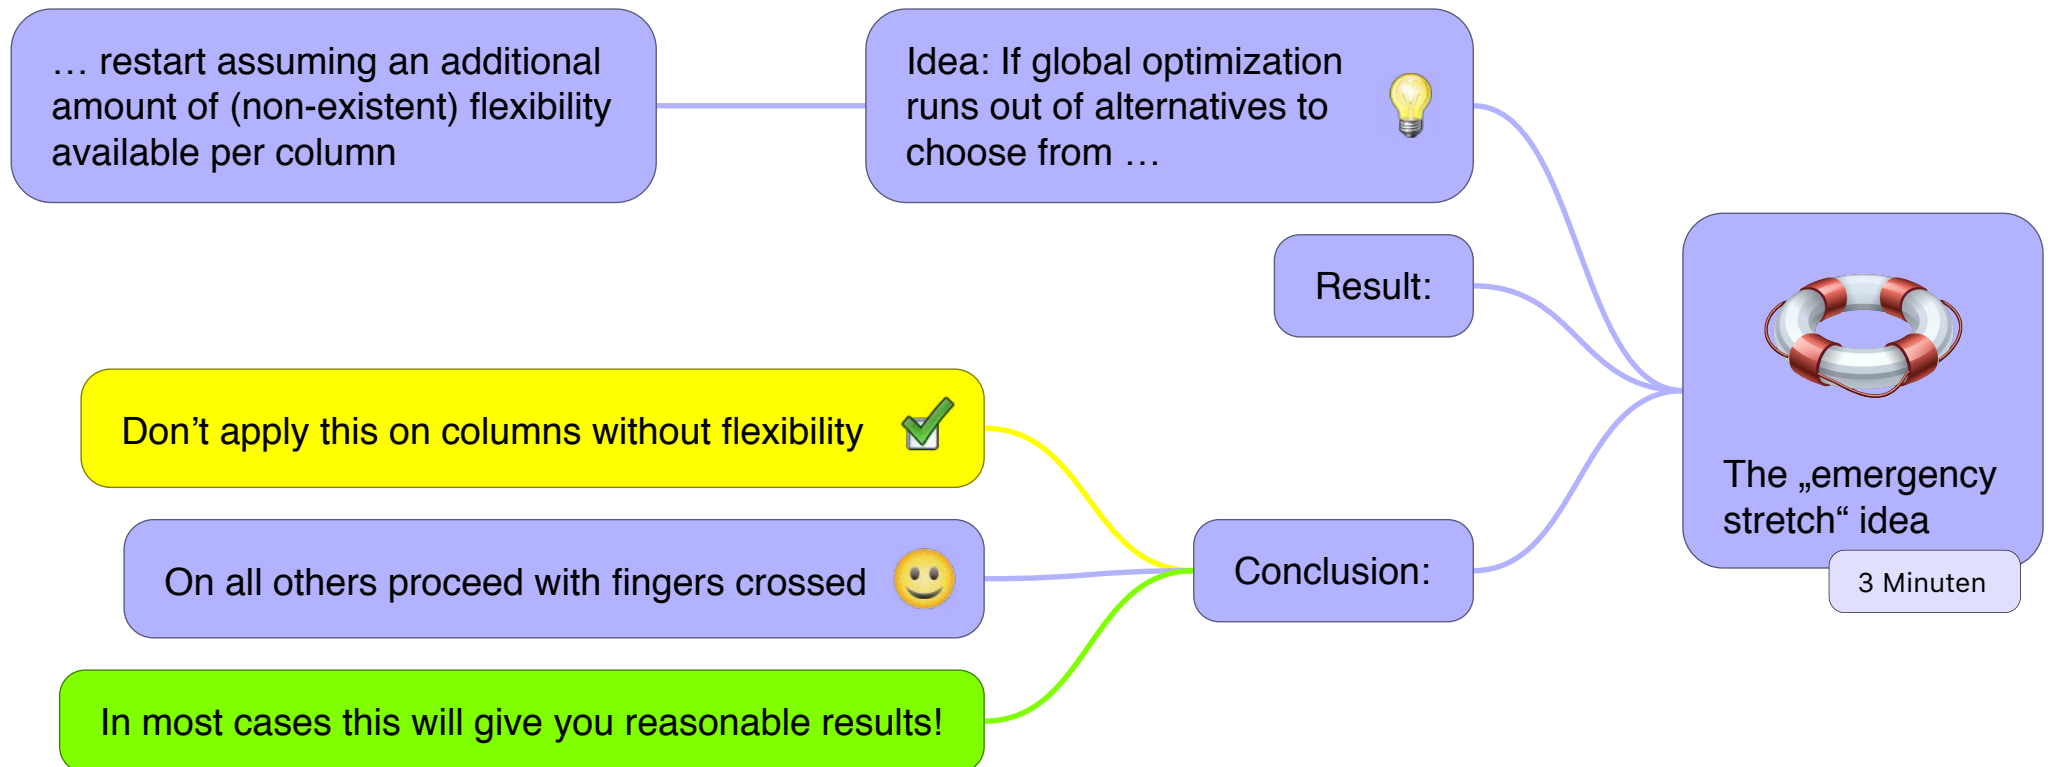 … restart assuming an additional
amount of (non-existent) flexibility
available per column
Idea: If global optimization
runs out of alternatives to
choose from …
Result:
Don’t apply this on columns without flexibility
On all others proceed with fingers crossed
In most cases this will give you reasonable results!
Conclusion:
The „emergency
stretch“ idea
3 Minuten